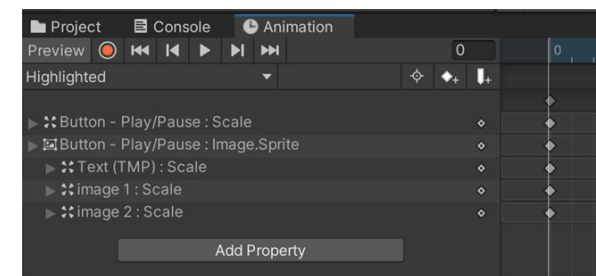 Project Console Animation
Preview 0 0
Highlighted
Button - Play/Pause : Scale
Button - Play/Pause : Image.Sprite
Text (TMP) : Scale
image 1 : Scale
image 2 : Scale
Add Property